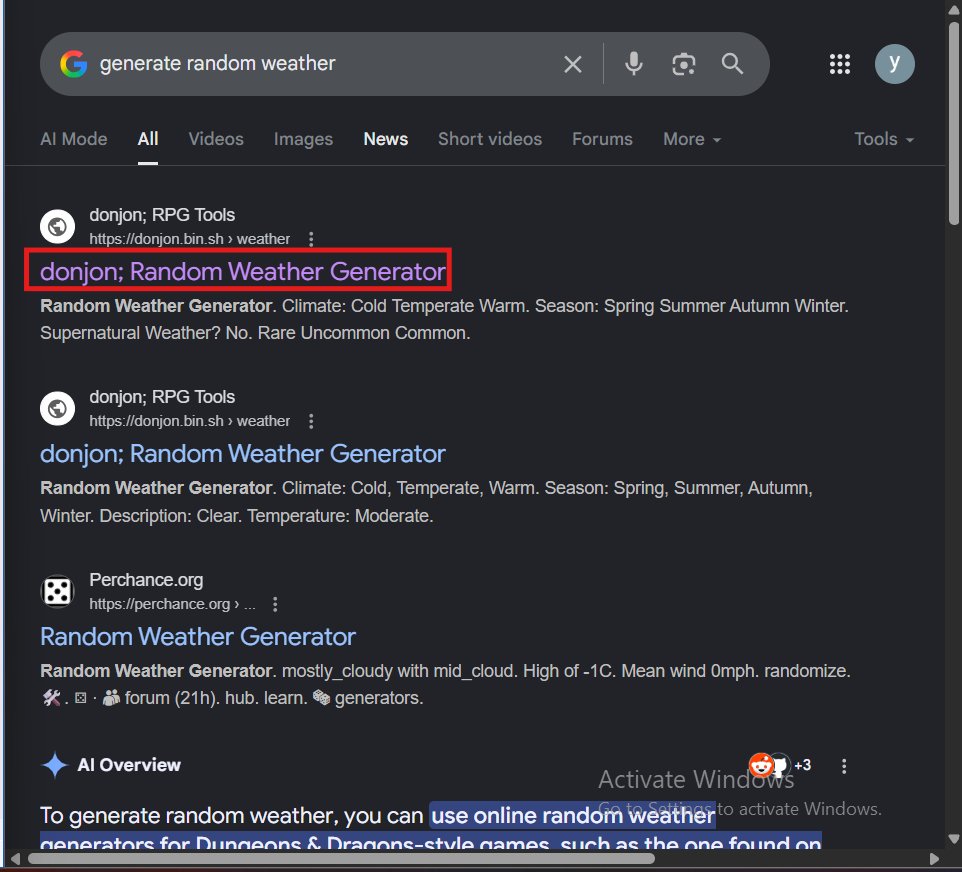 generate random weather
y
AI Mode All Videos Images News Short videos Forums More Tools
donjon; RPG Tools
https://donjon.bin.sh › weather
donjon; Random Weather Generator
Random Weather Generator. Climate: Cold Temperate Warm. Season: Spring Summer Autumn Winter.
Supernatural Weather? No. Rare Uncommon Common.
donjon; RPG Tools
https://donjon.bin.sh › weather
donjon; Random Weather Generator
Random Weather Generator. Climate: Cold, Temperate, Warm. Season: Spring, Summer, Autumn,
Winter. Description: Clear. Temperature: Moderate.
Perchance.org
https://perchance.org › ...
Random Weather Generator
Random Weather Generator. mostly_cloudy with mid_cloud. High of -1C. Mean wind 0mph. randomize.
🛠️. ⚄ · 👥 forum (21h). hub. learn. 🎲 generators.
AI Overview
+3
Activate Windows
Go to Settings to activate Windows.
To generate random weather, you can use online random weather
generators for Dungeons & Dragons-style games, such as the one found on